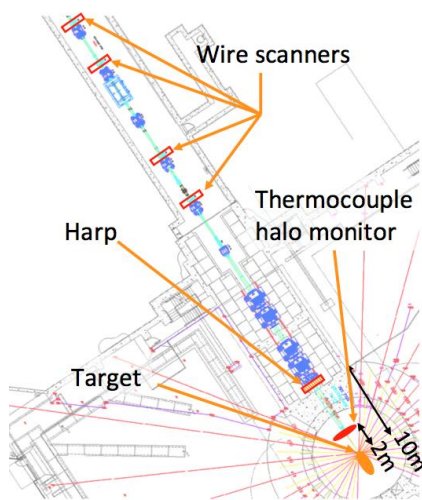 Wire scanners
Thermocouple
halo monitor
Harp
Target
10m
2m